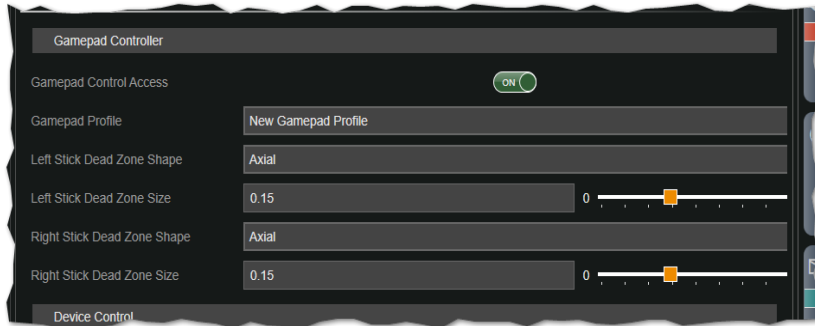 Gamepad Controller
Gamepad Control Access ON
Gamepad Profile New Gamepad Profile
Left Stick Dead Zone Shape Axial
Left Stick Dead Zone Size 0.15 0
Right Stick Dead Zone Shape Axial
Right Stick Dead Zone Size 0.15 0
Device Control